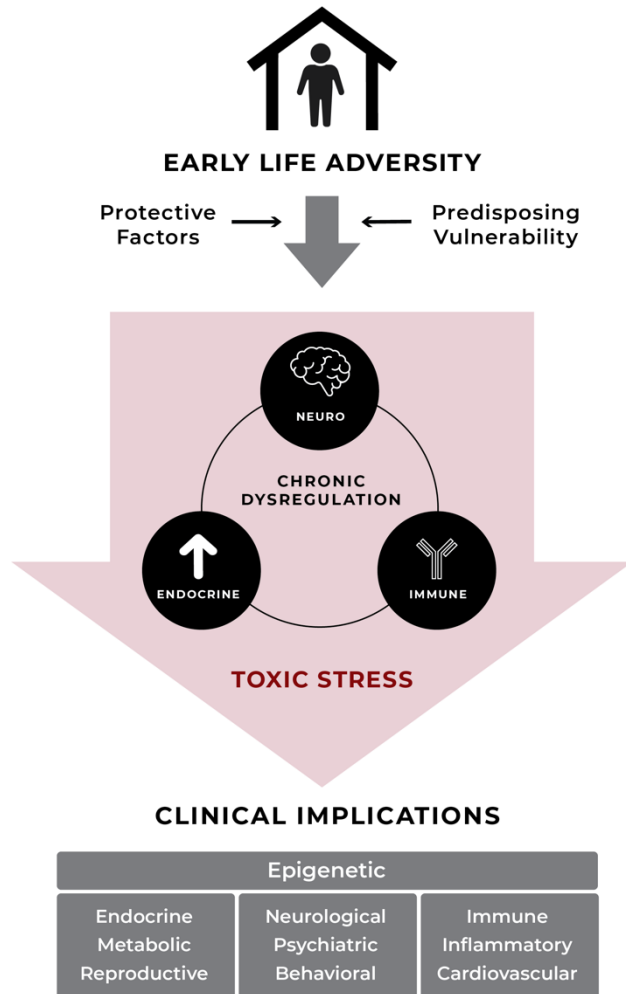 EARLY LIFE ADVERSITY
Protective
Factors
Predisposing
Vulnerability
NEURO
CHRONIC
DYSREGULATION
ENDOCRINE
IMMUNE
TOXIC STRESS
CLINICAL IMPLICATIONS
Epigenetic
Endocrine
Metabolic
Reproductive
Neurological
Psychiatric
Behavioral
Immune
Inflammatory
Cardiovascular